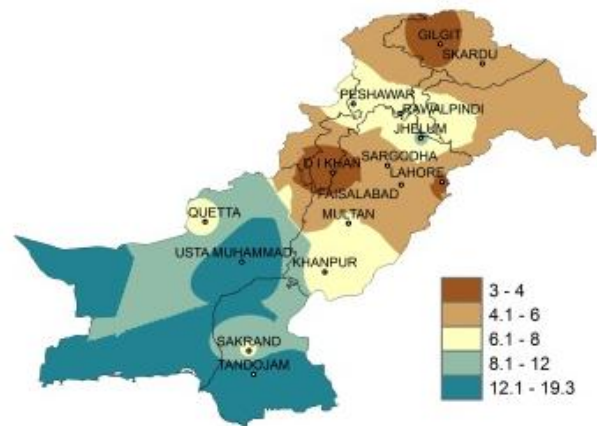 GILGIT
SKARDU
PESHAWAR
RAWALPINDI
JHELUM
SARGODHA
D I KHAN
LAHORE
FAISALABAD
MULTAN
QUETTA
USTA MUHAMMAD
KHANPUR
SAKRAND
TANDOJAM
3 - 4
4.1 - 6
6.1 - 8
8.1 - 12
12.1 - 19.3